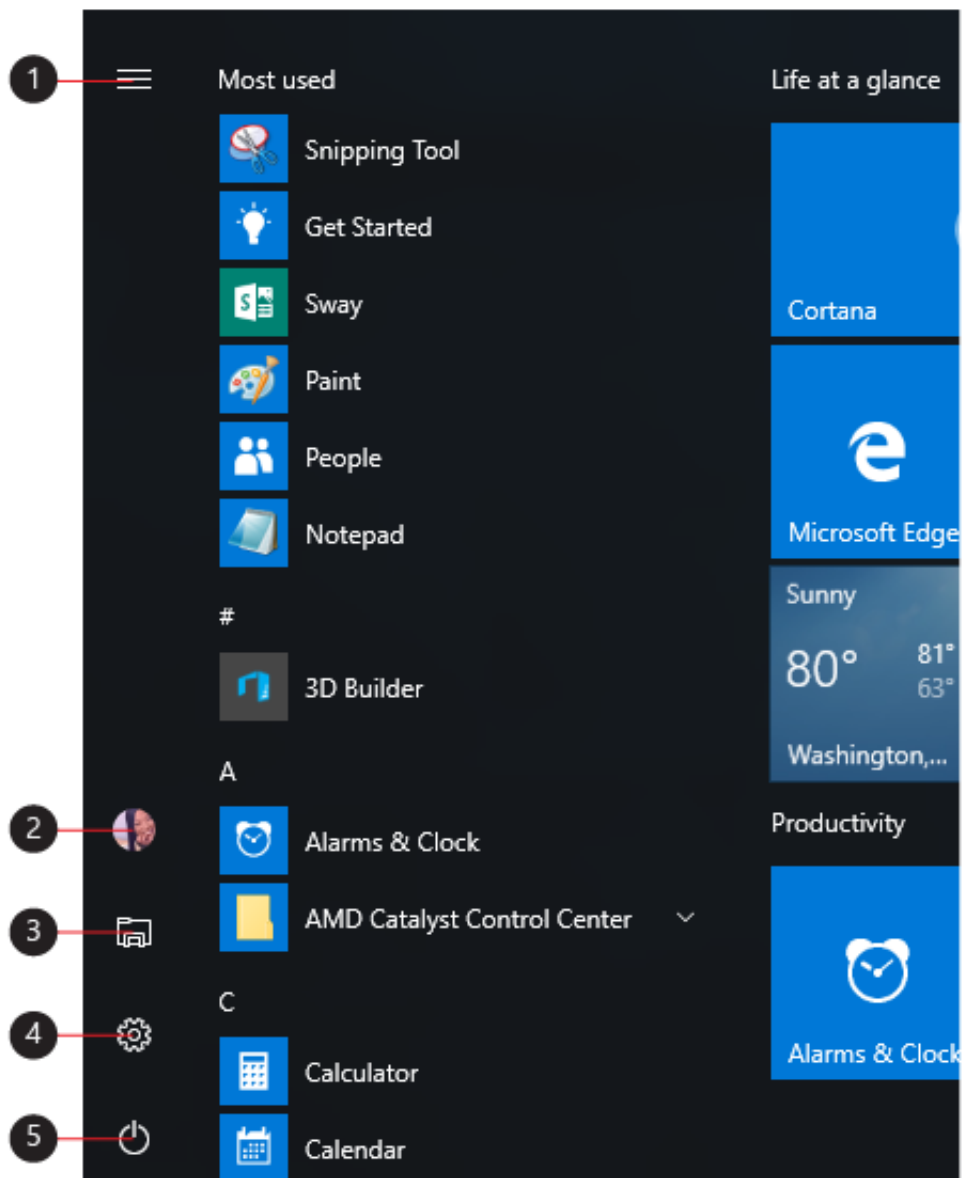 1
Most used
Snipping Tool
Get Started
Sway
Paint
People
Notepad
#
3D Builder
A
2
Alarms & Clock
3
AMD Catalyst Control Center
C
4
Calculator
5
Calendar
Life at a glance
Cortana
Microsoft Edge
Sunny
80° 81°
63°
Washington,...
Productivity
Alarms & Clock